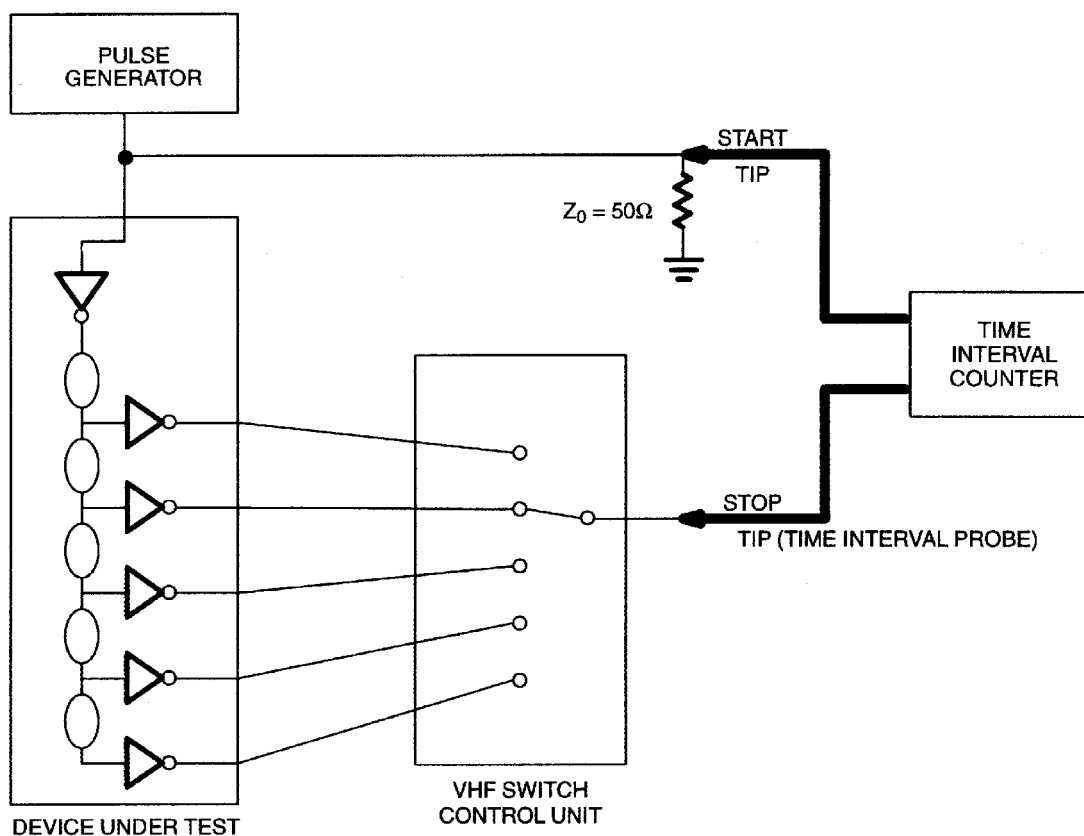 PULSE
GENERATOR
START
TIP
Z₀ = 50Ω
TIME
INTERVAL
COUNTER
STOP
TIP (TIME INTERVAL PROBE)
VHF SWITCH
CONTROL UNIT
DEVICE UNDER TEST